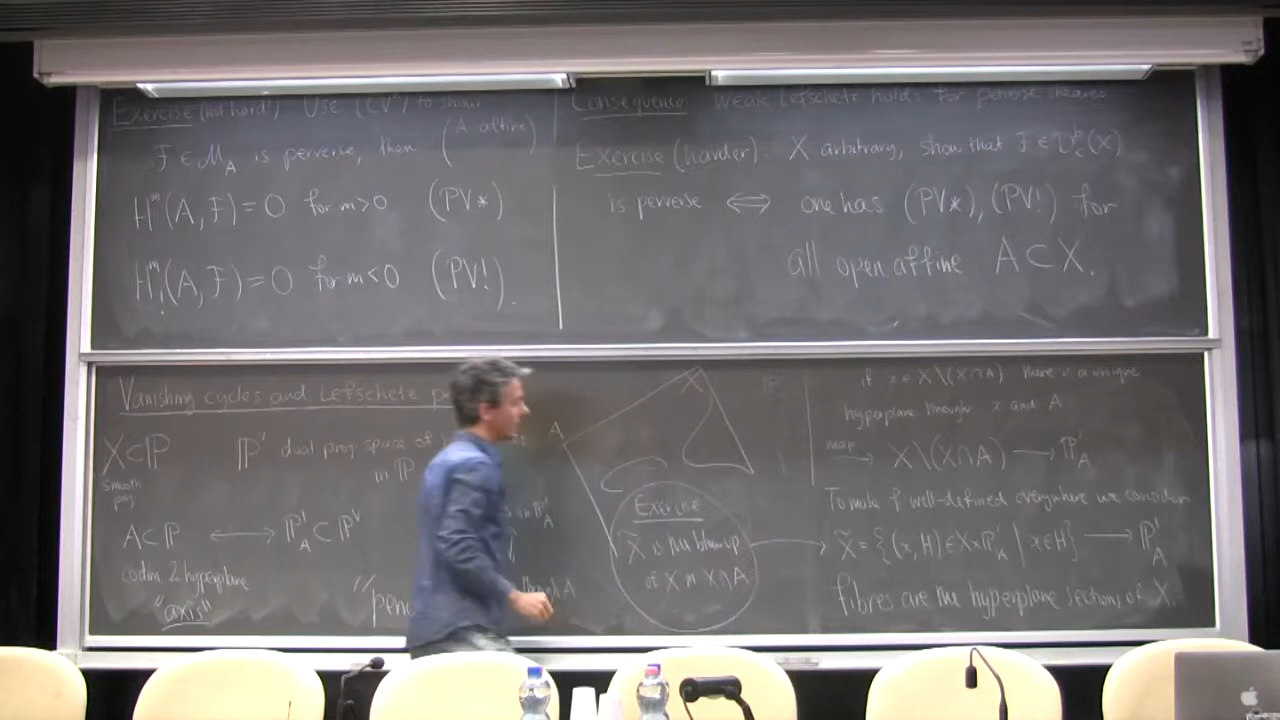 Exercise (not hard!) Use (CV*) to show
F ∈ M_A is perverse, then (A affine)
H^m(A, F) = 0 for m > 0 (PV*)
H^m_!(A, F) = 0 for m < 0 (PV!).
Consequence Weak Lefschetz holds for perverse sheaves
Exercise (harder). X arbitrary, show that F ∈ D^b_c(X)
is perverse ⟺ one has (PV*), (PV!) for
all open affine A ⊂ X.
Vanishing cycles and Lefschetz
X ⊂ P
smooth
proj
P^v dual proj space of
in P
A ⊂ P ⟷ P^1_A ⊂ P^v
codim 2 hyperplane
"axis"
in P^1_A
through A
A
X
Exercise
X̃ is the blow up
of X in X ∩ A
if x ∈ X \ (X ∩ A) there is a unique
hyperplane through x and A
map
→ X \ (X ∩ A) → P^1_A
To make f well-defined everywhere we consider
X̃ = {(x, H) ∈ X × P^1_A | x ∈ H} → P^1_A
fibres are the hyperplane sections of X.